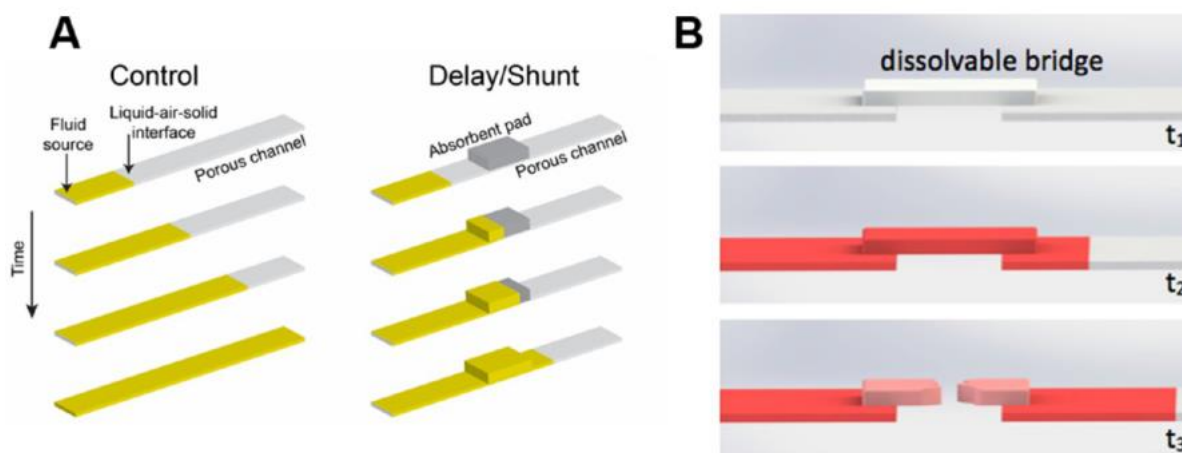 A
Control
Fluid
source
Liquid-air-solid
interface
Porous channel
Time
Delay/Shunt
Absorbent pad
Porous channel
B
dissolvable bridge
t₁
t₂
t₃